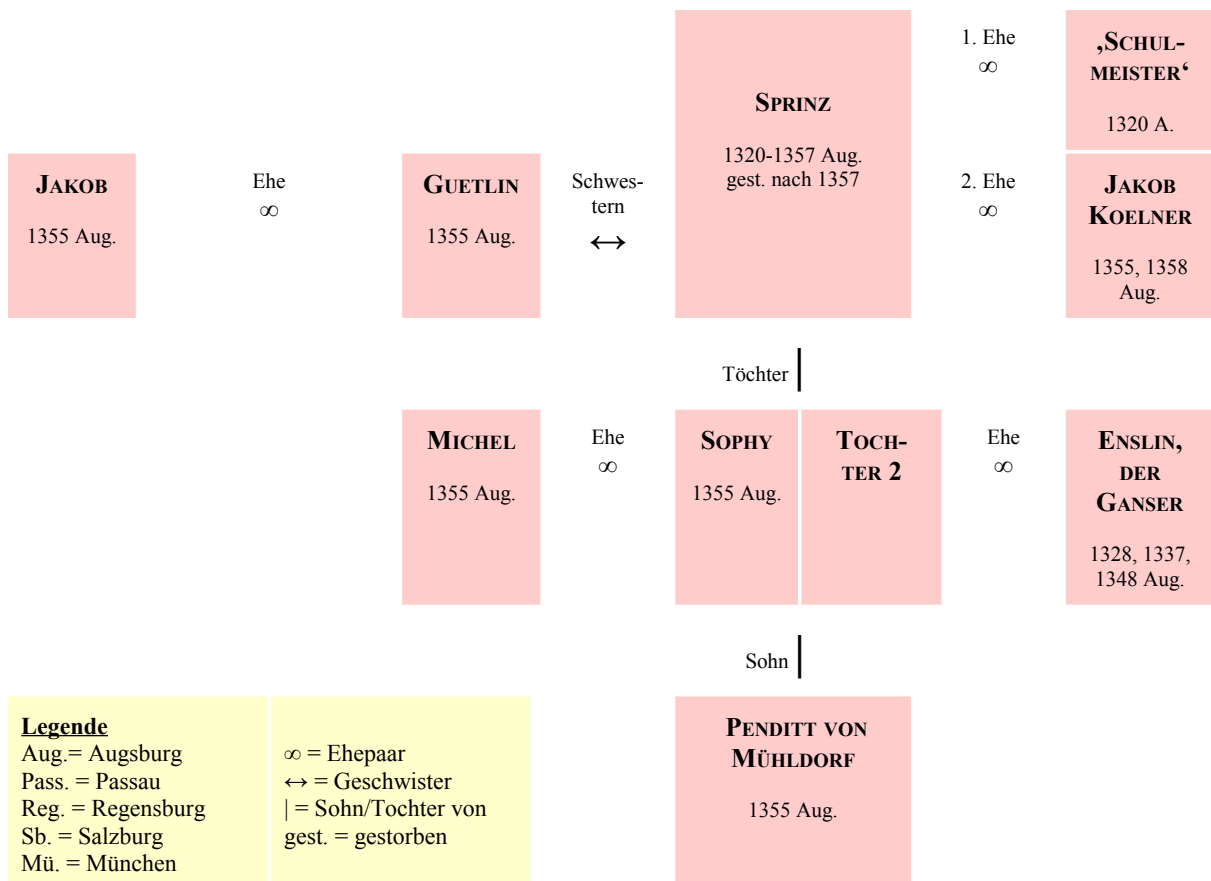 1. Ehe
∞
‚SCHUL-
MEISTER‘
1320 A.
SPRINZ
1320-1357 Aug.
gest. nach 1357
JAKOB
1355 Aug.
Ehe
∞
GUETLIN
1355 Aug.
Schwes-
tern
↔
2. Ehe
∞
JAKOB
KOELNER
1355, 1358
Aug.
Töchter |
MICHEL
1355 Aug.
Ehe
∞
SOPHY
1355 Aug.
TOCH-
TER 2
Ehe
∞
ENSLIN,
DER
GANSER
1328, 1337,
1348 Aug.
Sohn |
PENDITT VON
MÜHLDORF
1355 Aug.
Legende
Aug.= Augsburg
Pass. = Passau
Reg. = Regensburg
Sb. = Salzburg
Mü. = München
∞ = Ehepaar
↔ = Geschwister
| = Sohn/Tochter von
gest. = gestorben